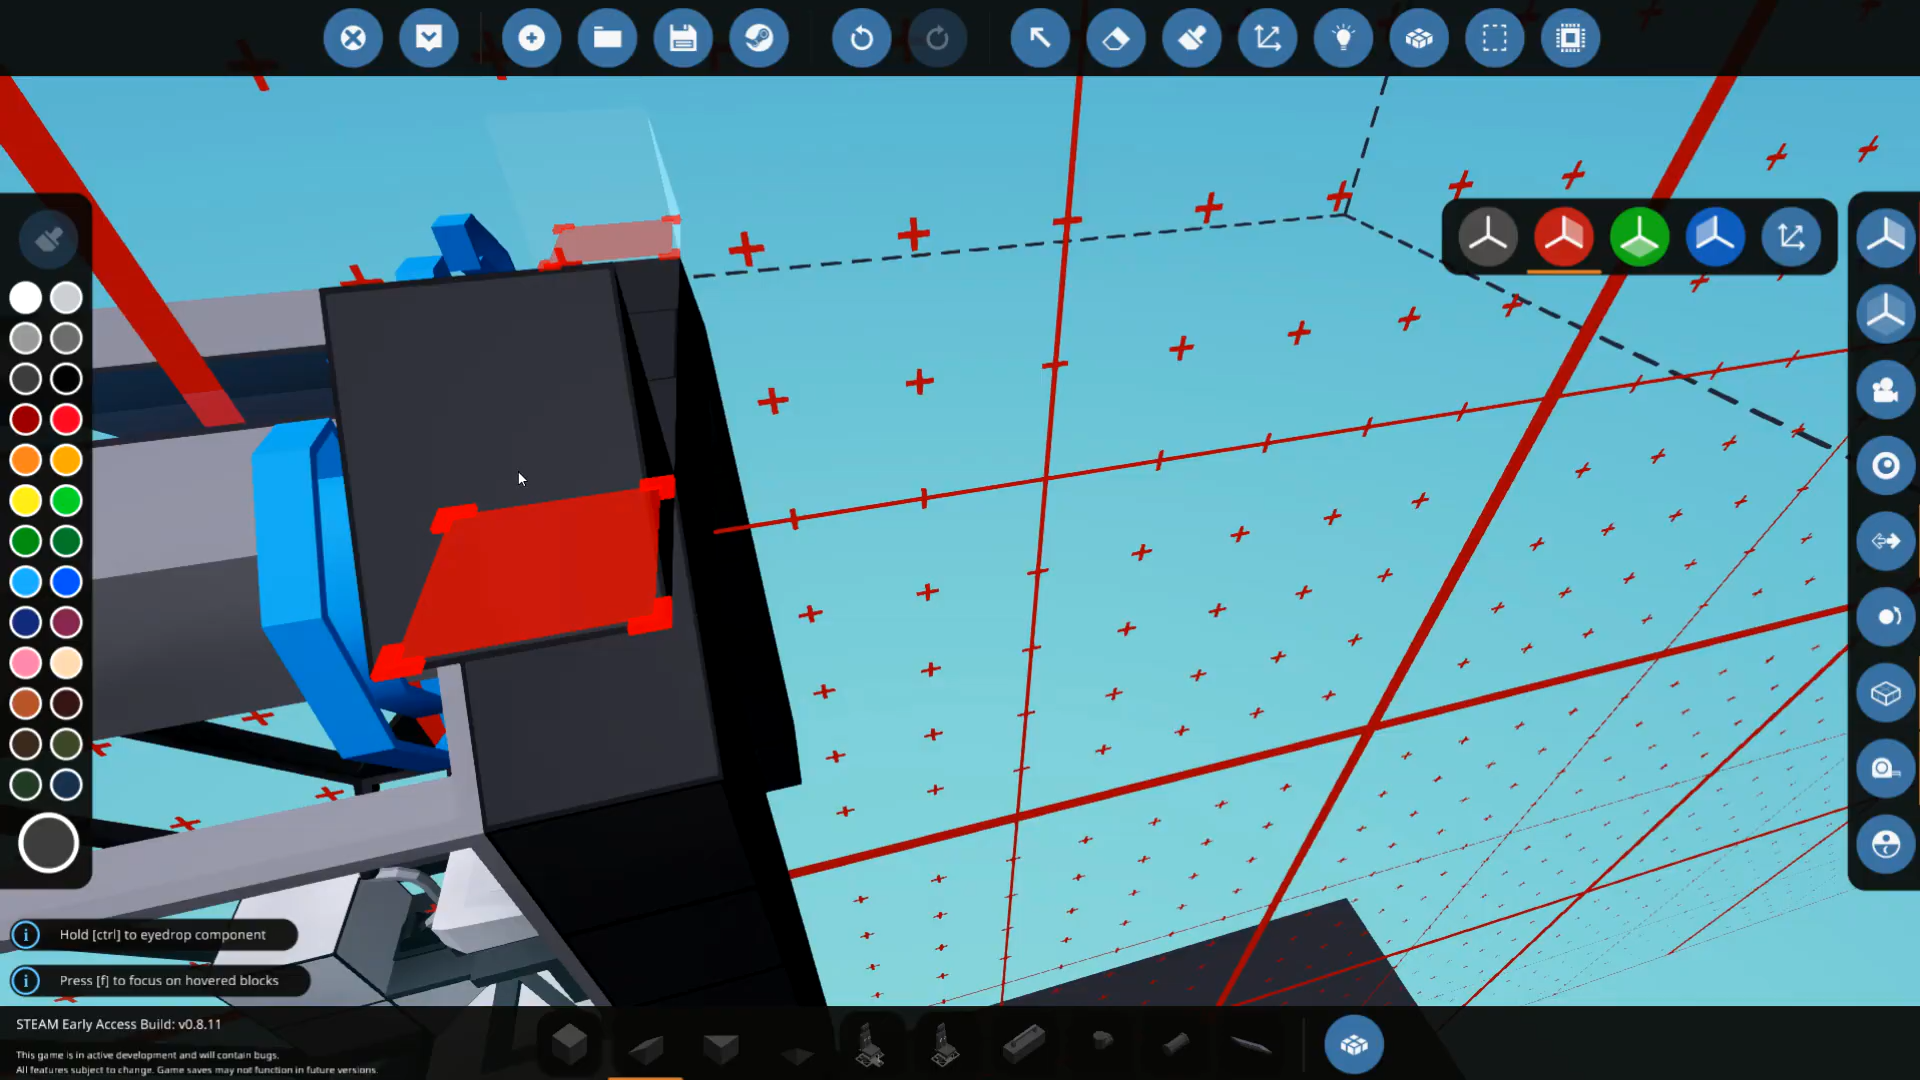 Hold [ctrl] to eyedrop component
Press [f] to focus on hovered blocks
STEAM Early Access Build: v0.8.11
This game is in active development and will contain bugs.
All features subject to change. Game saves may not function in future versions.